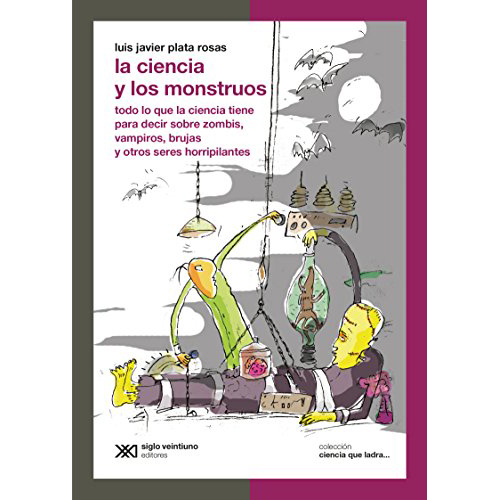 luis javier plata rosas
la ciencia
y los monstruos
todo lo que la ciencia tiene
para decir sobre zombis,
vampiros, brujas
y otros seres horripilantes
siglo veintiuno
editores
colección
ciencia que ladra...